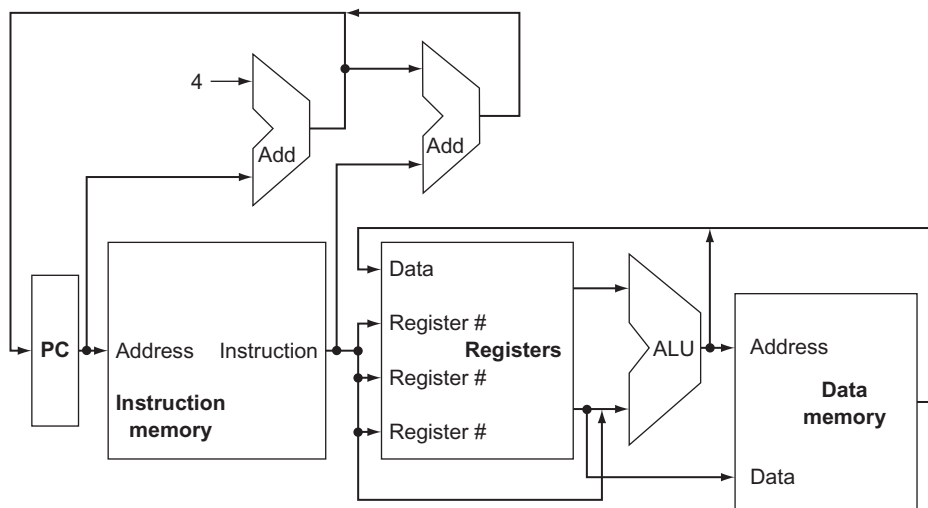 4
Add
Add
Data
Register #
PC
Address
Instruction
Registers
ALU
Address
Instruction
memory
Register #
Data
memory
Register #
Data